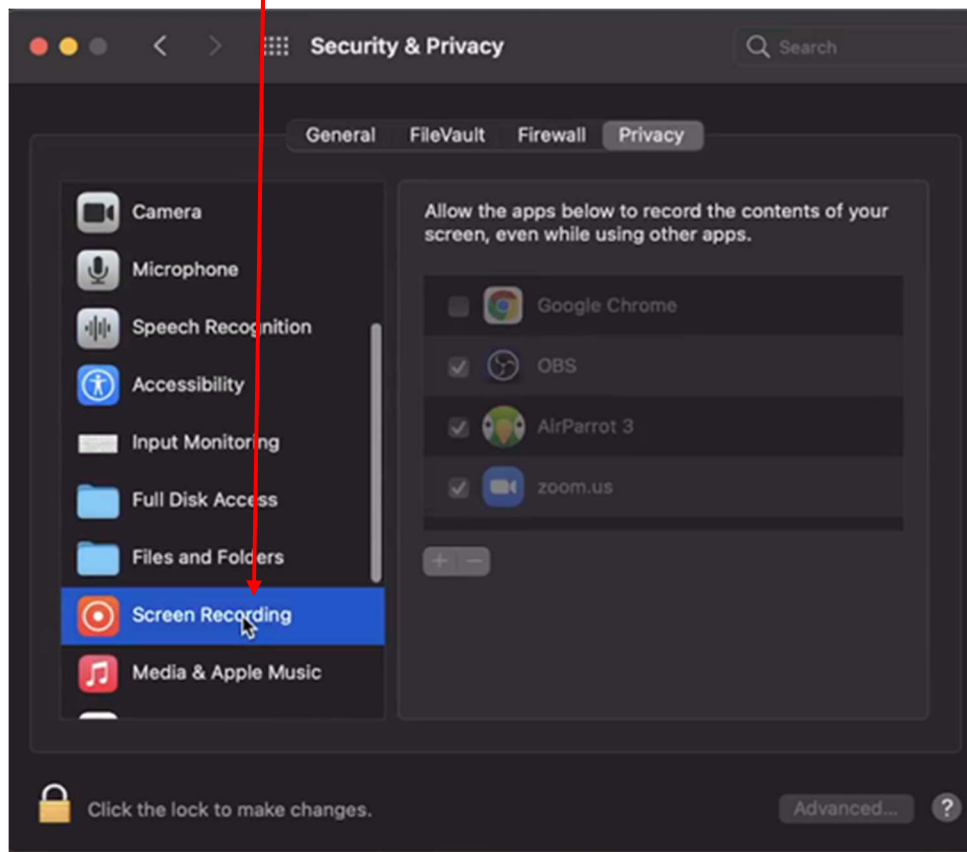 Security & Privacy
Search
General FileVault Firewall Privacy
Camera
Microphone
Speech Recognition
Accessibility
Input Monitoring
Full Disk Access
Files and Folders
Screen Recording
Media & Apple Music
Allow the apps below to record the contents of your
screen, even while using other apps.
Google Chrome
OBS
AirParrot 3
zoom.us
+ −
Click the lock to make changes.
Advanced...
?